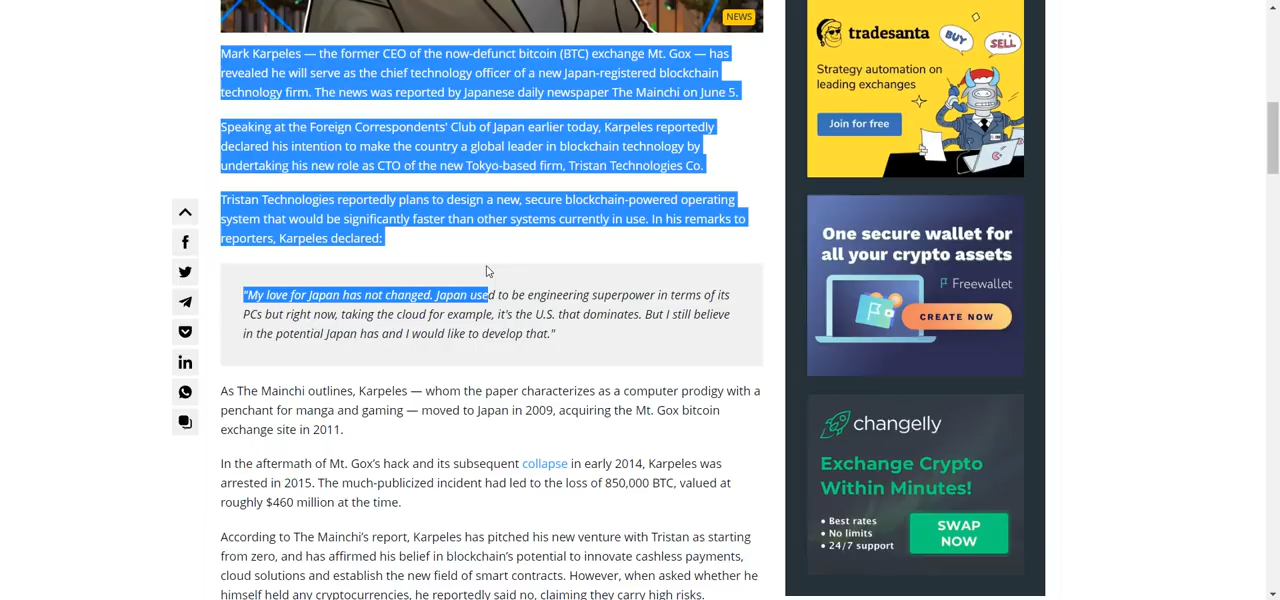 NEWS
Mark Karpeles — the former CEO of the now-defunct bitcoin (BTC) exchange Mt. Gox — has
revealed he will serve as the chief technology officer of a new Japan-registered blockchain
technology firm. The news was reported by Japanese daily newspaper The Mainchi on June 5.
Speaking at the Foreign Correspondents' Club of Japan earlier today, Karpeles reportedly
declared his intention to make the country a global leader in blockchain technology by
undertaking his new role as CTO of the new Tokyo-based firm, Tristan Technologies Co.
Tristan Technologies reportedly plans to design a new, secure blockchain-powered operating
system that would be significantly faster than other systems currently in use. In his remarks to
reporters, Karpeles declared:
"My love for Japan has not changed. Japan used to be engineering superpower in terms of its
PCs but right now, taking the cloud for example, it's the U.S. that dominates. But I still believe
in the potential Japan has and I would like to develop that."
As The Mainchi outlines, Karpeles — whom the paper characterizes as a computer prodigy with a
penchant for manga and gaming — moved to Japan in 2009, acquiring the Mt. Gox bitcoin
exchange site in 2011.
In the aftermath of Mt. Gox's hack and its subsequent collapse in early 2014, Karpeles was
arrested in 2015. The much-publicized incident had led to the loss of 850,000 BTC, valued at
roughly $460 million at the time.
According to The Mainchi's report, Karpeles has pitched his new venture with Tristan as starting
from zero, and has affirmed his belief in blockchain's potential to innovate cashless payments,
cloud solutions and establish the new field of smart contracts. However, when asked whether he
himself held any cryptocurrencies, he reportedly said no, claiming they carry high risks.
tradesanta
BUY
SELL
Strategy automation on
leading exchanges
Join for free
One secure wallet for
all your crypto assets
Freewallet
CREATE NOW
changelly
Exchange Crypto
Within Minutes!
• Best rates
• No limits
• 24/7 support
SWAP
NOW